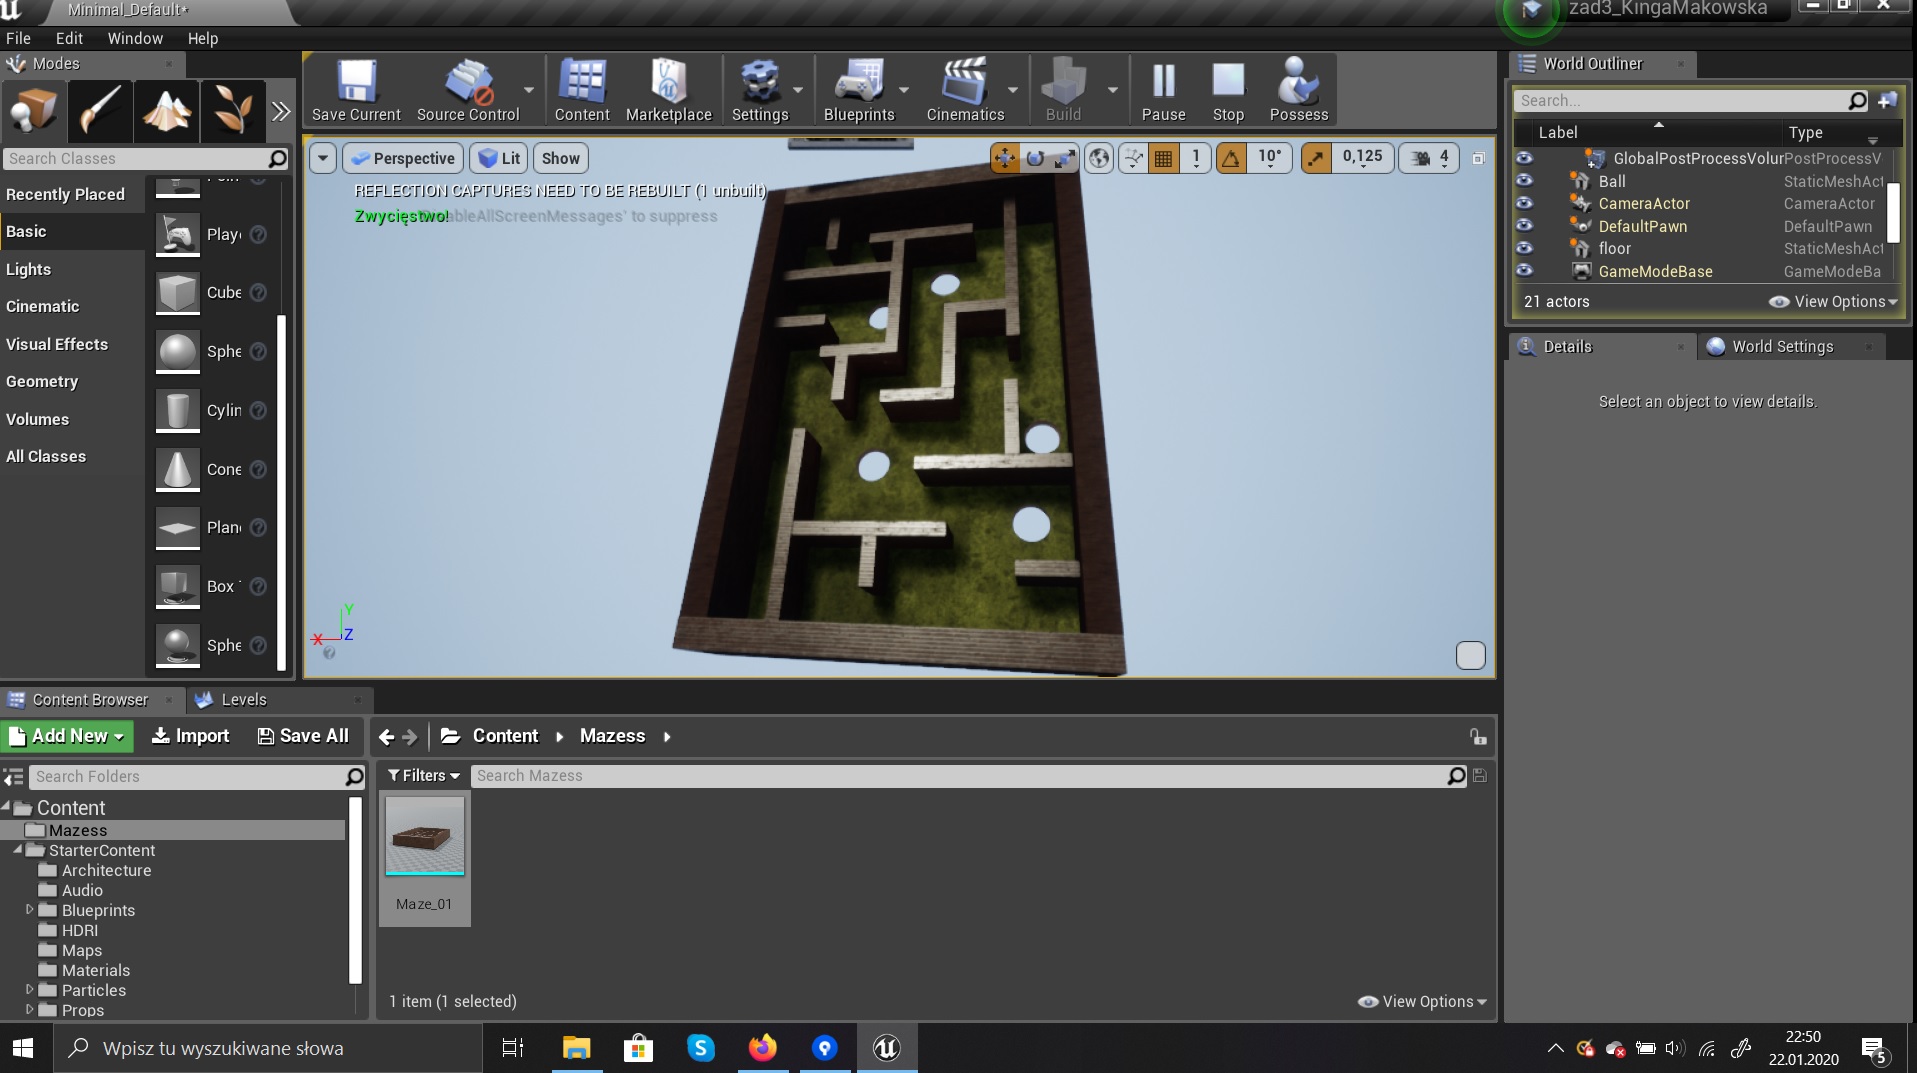 Minimal_Default*
zad3_KingaMakowska
File Edit Window Help
Modes
Search Classes
Recently Placed
Basic
Lights
Cinematic
Visual Effects
Geometry
Volumes
All Classes
Playe
Cube
Sphe
Cylin
Cone
Plane
Box T
Sphe
Save Current
Source Control
Content
Marketplace
Settings
Blueprints
Cinematics
Build
Pause
Stop
Possess
Perspective
Lit
Show
1
10°
0,125
4
REFLECTION CAPTURES NEED TO BE REBUILT (1 unbuilt)
Zwycięstwo!
ableAllScreenMessages' to suppress
Y
X
Z
World Outliner
Search...
Label Type
GlobalPostProcessVolur PostProcessV
Ball StaticMeshAct
CameraActor CameraActor
DefaultPawn DefaultPawn
floor StaticMeshAct
GameModeBase GameModeBa
21 actors
View Options
Details
World Settings
Select an object to view details.
Content Browser
Levels
Add New
Import
Save All
Content
Mazess
Search Folders
Filters
Search Mazess
Content
Mazess
StarterContent
Architecture
Audio
Blueprints
HDRI
Maps
Materials
Particles
Props
Maze_01
1 item (1 selected)
View Options
Wpisz tu wyszukiwane słowa
22:50
22.01.2020
5